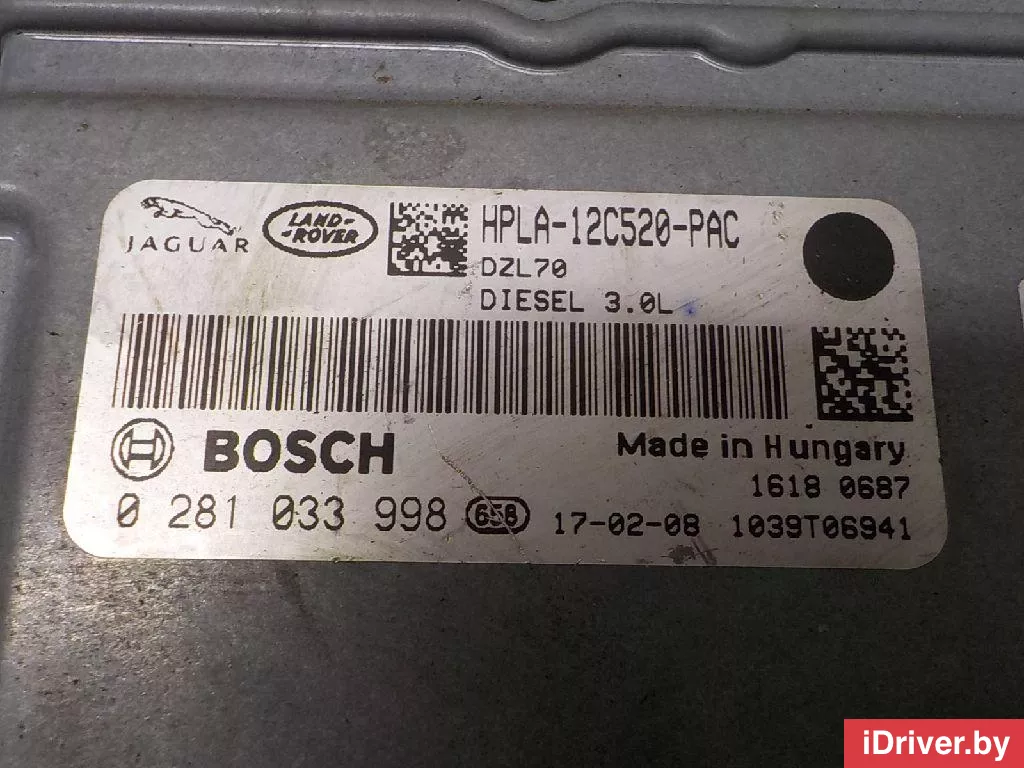 JAGUAR
LAND-
-ROVER
HPLA-12C520-PAC
DZL70
DIESEL 3.0L
BOSCH
Made in Hungary
1618 0687
0 281 033 998 658 17-02-08 1039T06941
iDriver.by